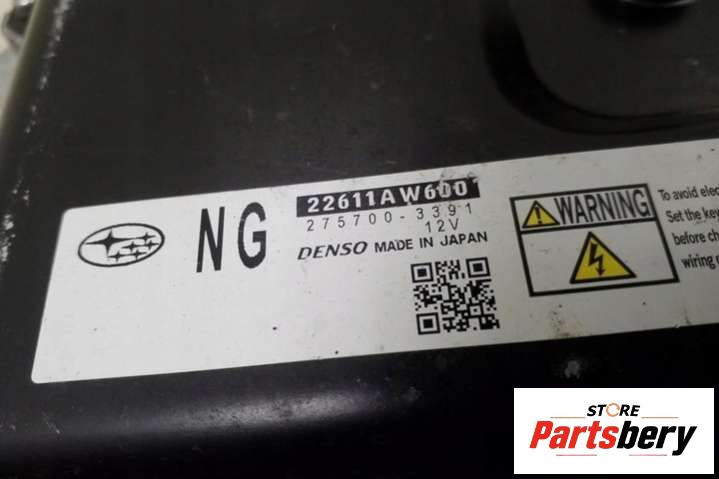 NG
22611AW600
275700-3391
12V
DENSO MADE IN JAPAN
WARNING
To avoid elec
Set the key
before ch
wiring
STORE
Partsbery